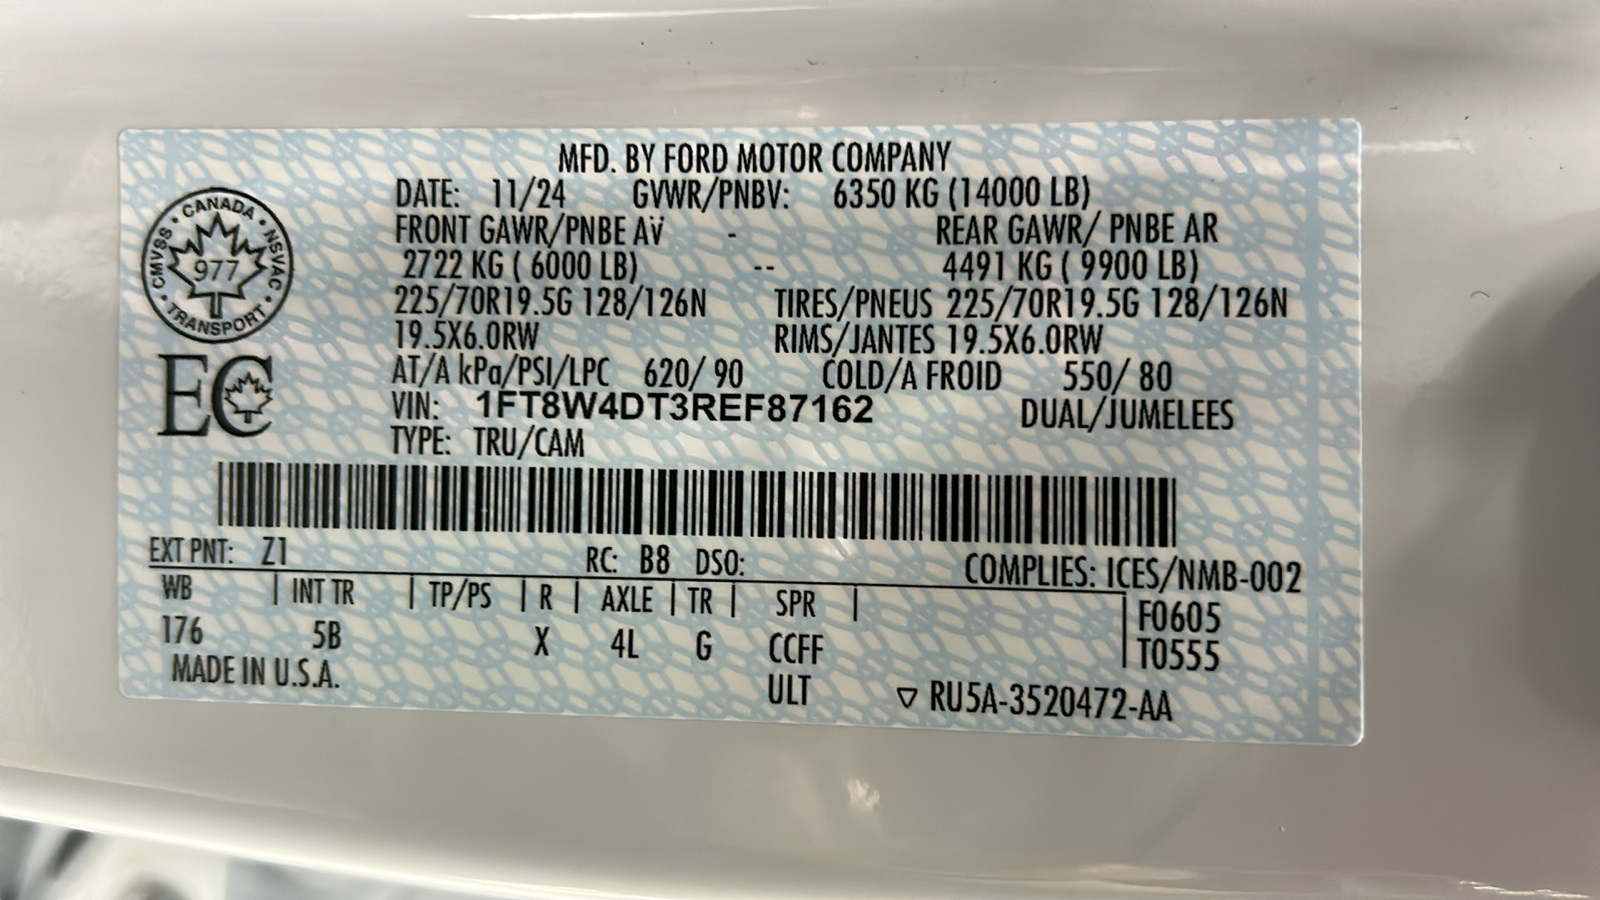 MFD. BY FORD MOTOR COMPANY
DATE: 11/24 GVWR/PNBV: 6350 KG (14000 LB)
FRONT GAWR/PNBE AV - REAR GAWR/ PNBE AR
2722 KG ( 6000 LB) -- 4491 KG ( 9900 LB)
225/70R19.5G 128/126N TIRES/PNEUS 225/70R19.5G 128/126N
19.5X6.0RW RIMS/JANTES 19.5X6.0RW
AT/A kPa/PSI/LPC 620/ 90 COLD/A FROID 550/ 80
VIN: 1FT8W4DT3REF87162 DUAL/JUMELEES
TYPE: TRU/CAM
CANADA
CMVSS 977 NSVAC
TRANSPORT
EC
EXT PNT: Z1 RC: B8 DSO: COMPLIES: ICES/NMB-002
WB | INT TR | TP/PS | R | AXLE | TR | SPR | F0605
176 5B X 4L G CCFF T0555
MADE IN U.S.A. ULT RU5A-3520472-AA